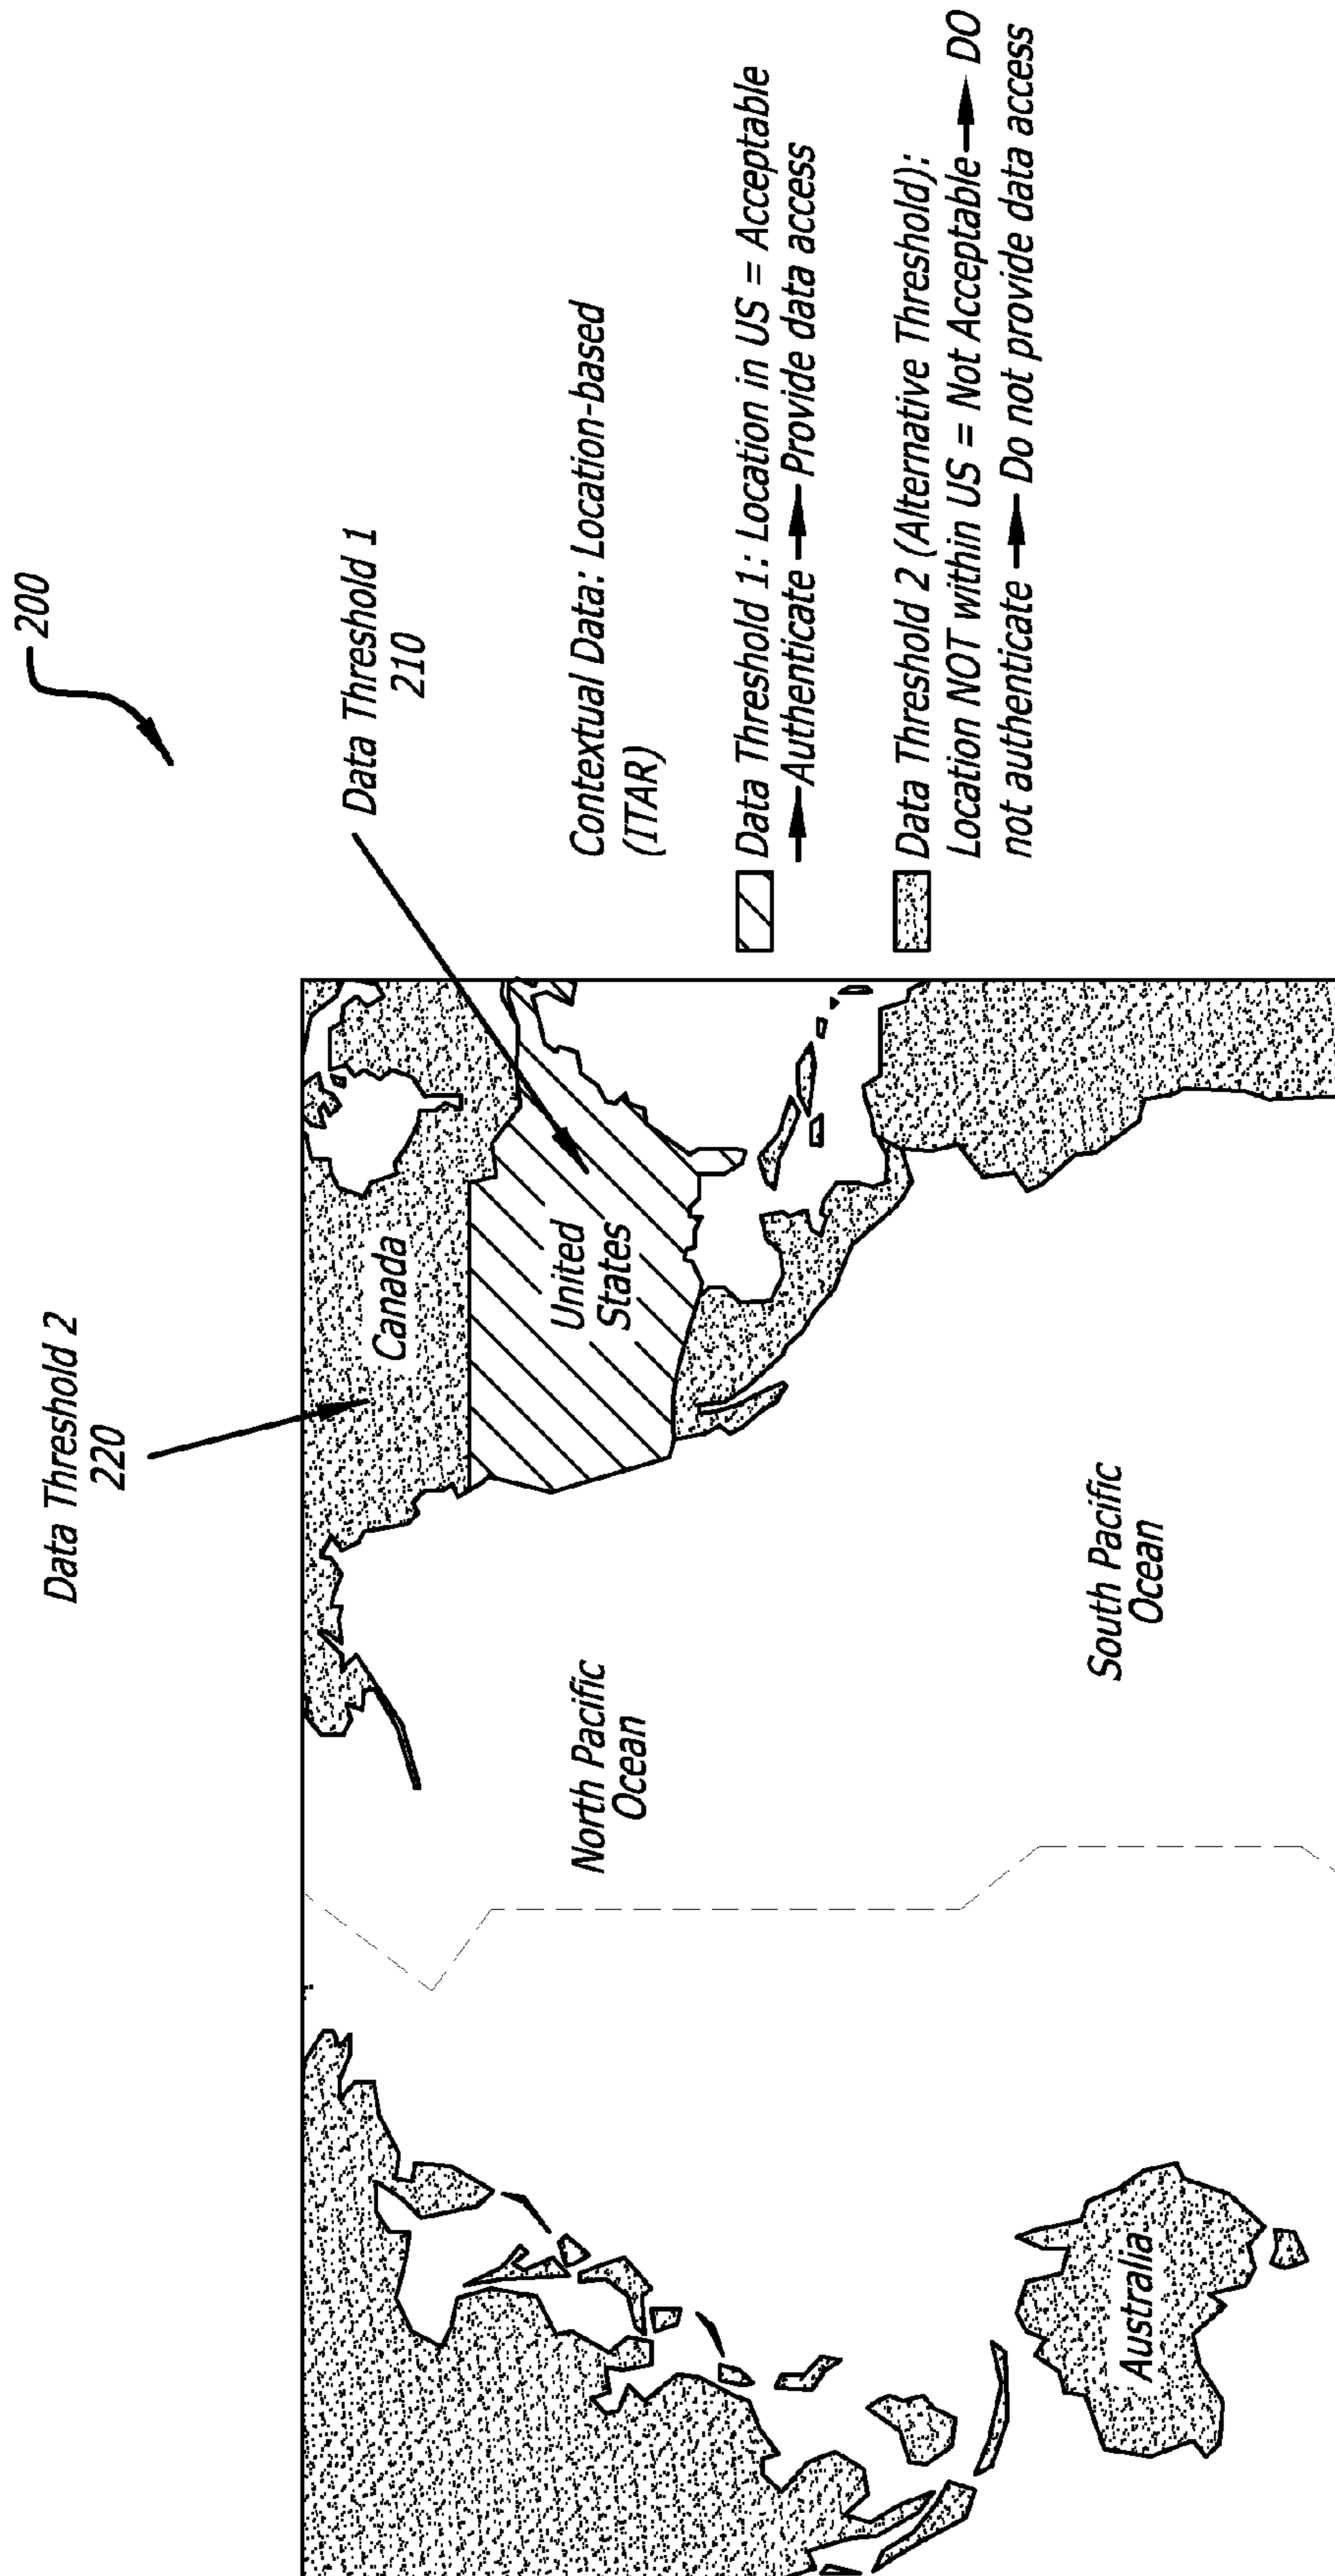 200
Data Threshold 2
220
Data Threshold 1
210
Canada
United
States
North Pacific
Ocean
South Pacific
Ocean
Australia
Contextual Data: Location-based
(ITAR)
Data Threshold 1: Location in US = Acceptable
Authenticate Provide data access
Data Threshold 2 (Alternative Threshold):
Location NOT within US = Not Acceptable DO
not authenticate Do not provide data access